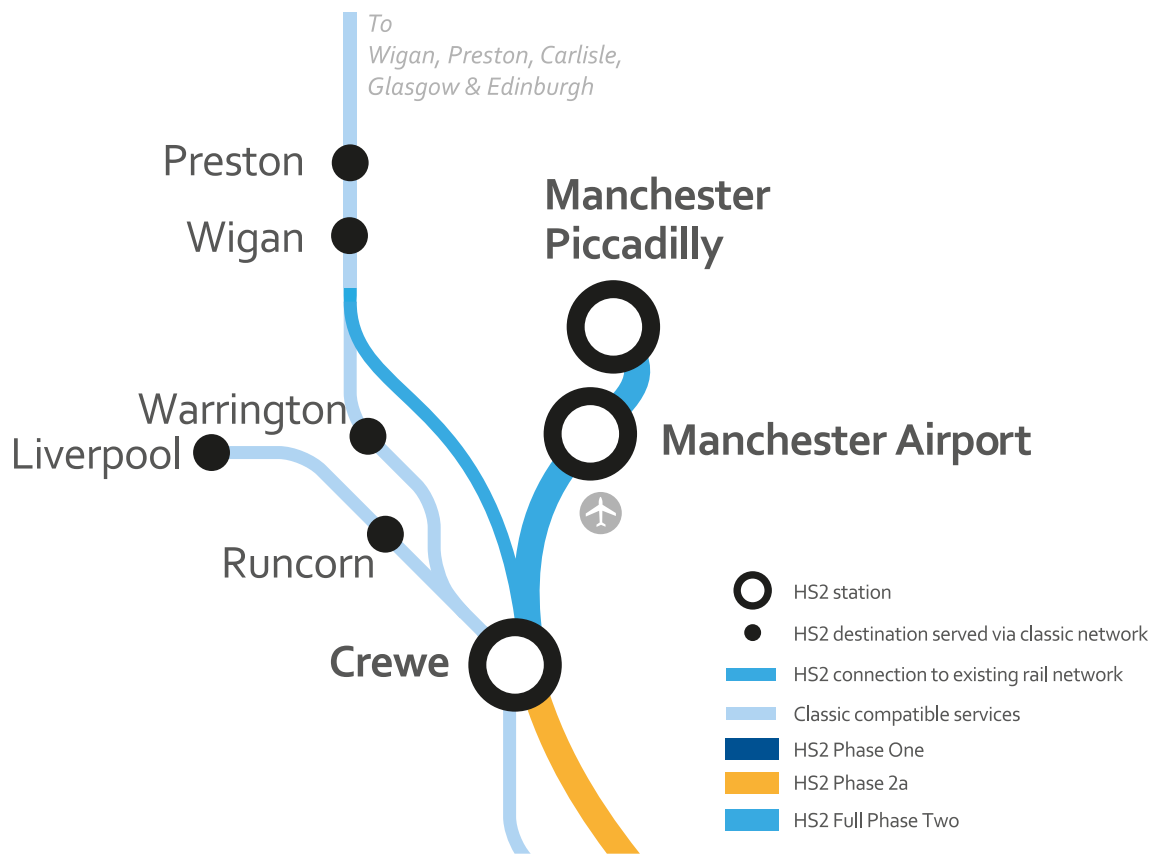 To
Wigan, Preston, Carlisle,
Glasgow & Edinburgh
Preston
Wigan
Manchester
Piccadilly
Warrington
Liverpool
Manchester Airport
Runcorn
Crewe
HS2 station
HS2 destination served via classic network
HS2 connection to existing rail network
Classic compatible services
HS2 Phase One
HS2 Phase 2a
HS2 Full Phase Two